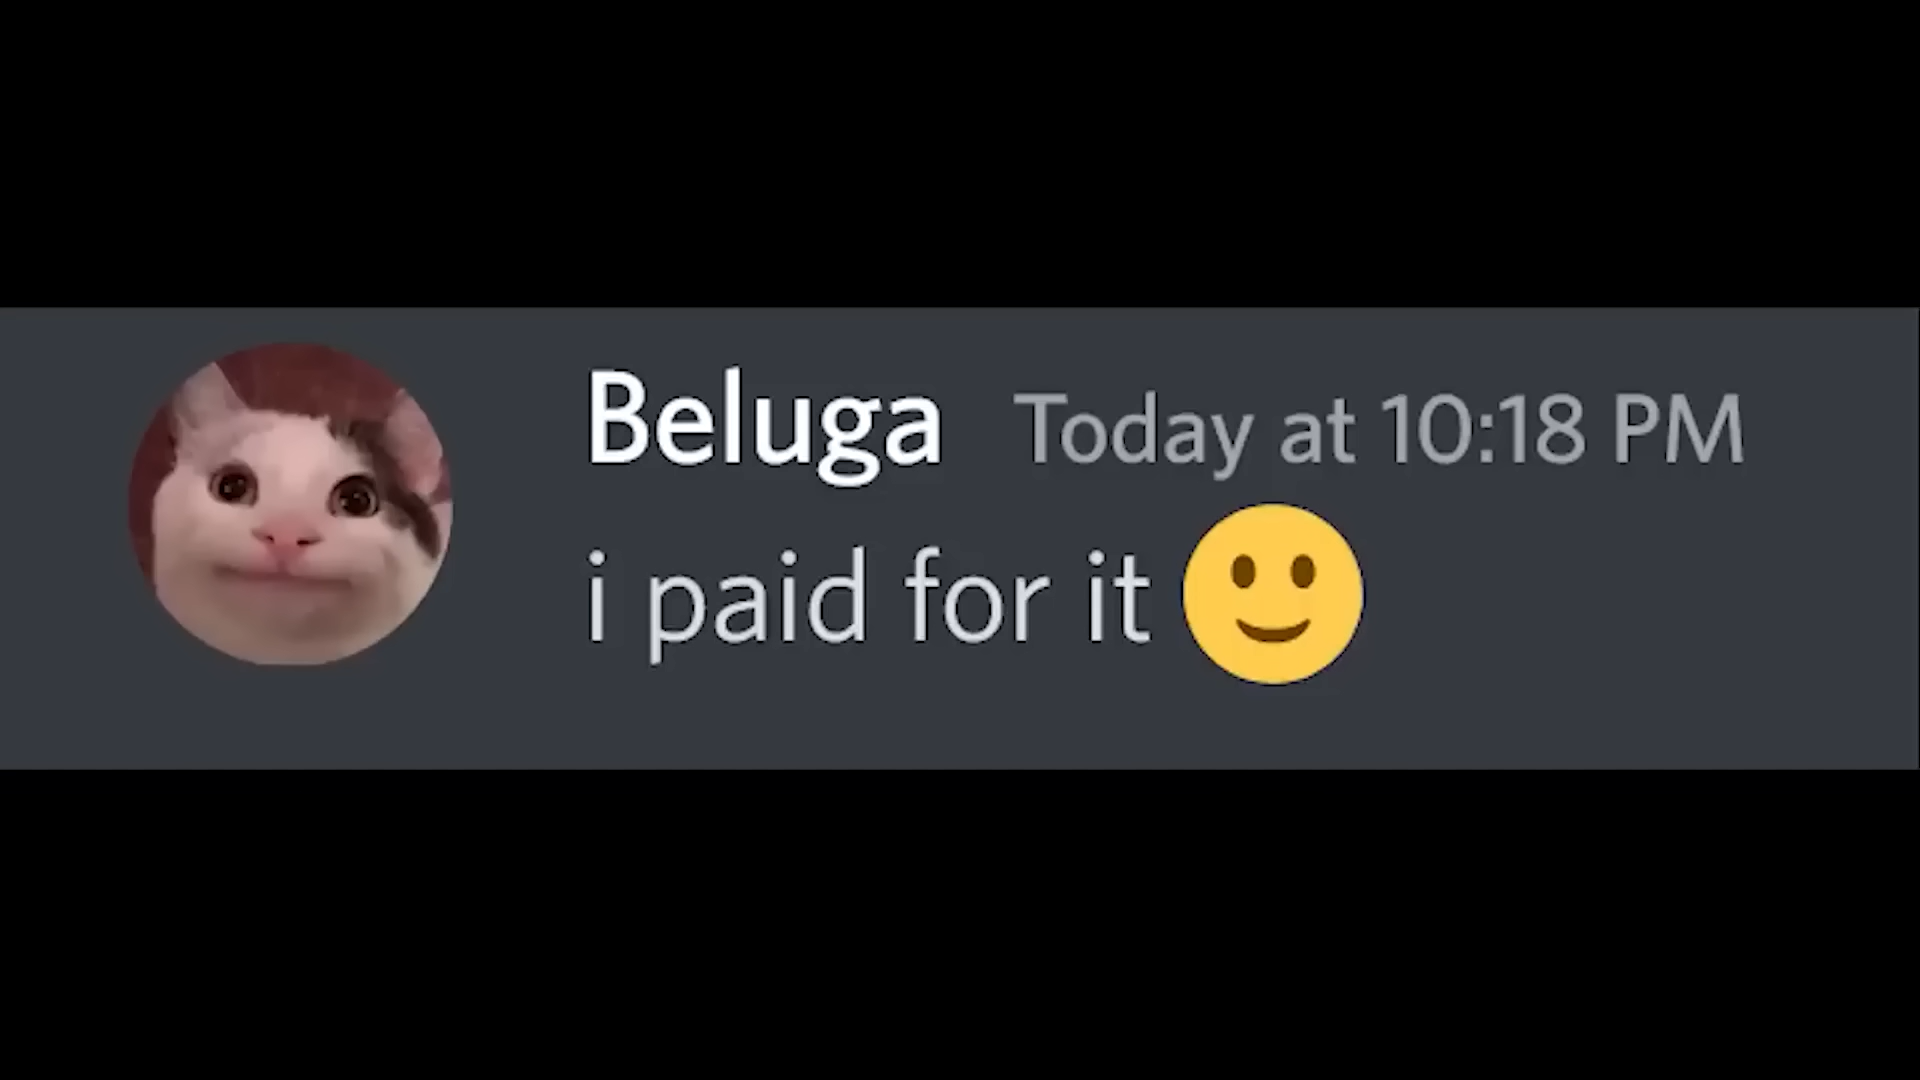 Beluga Today at 10:18 PM
i paid for it 🙂